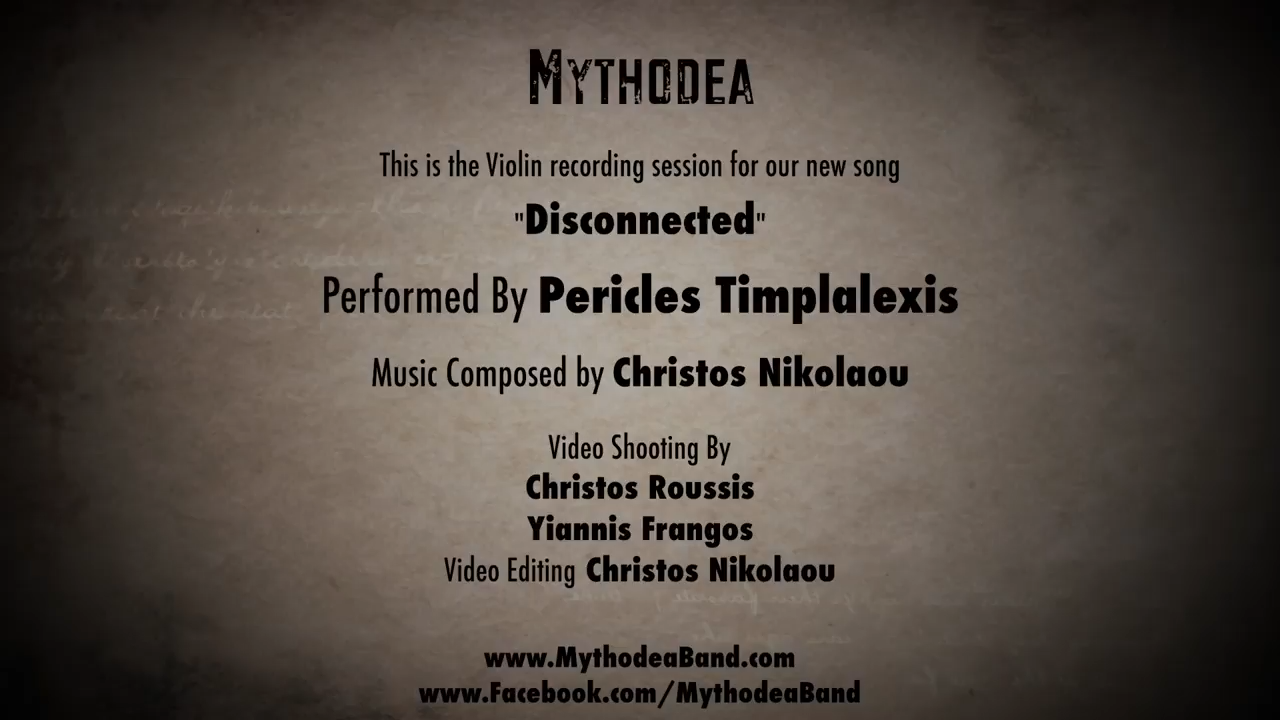 MYTHODEA
This is the Violin recording session for our new song
"Disconnected"
Performed By Pericles Timplalexis
Music Composed by Christos Nikolaou
Video Shooting By
Christos Roussis
Yiannis Frangos
Video Editing Christos Nikolaou
www.MythodeaBand.com
www.Facebook.com/MythodeaBand